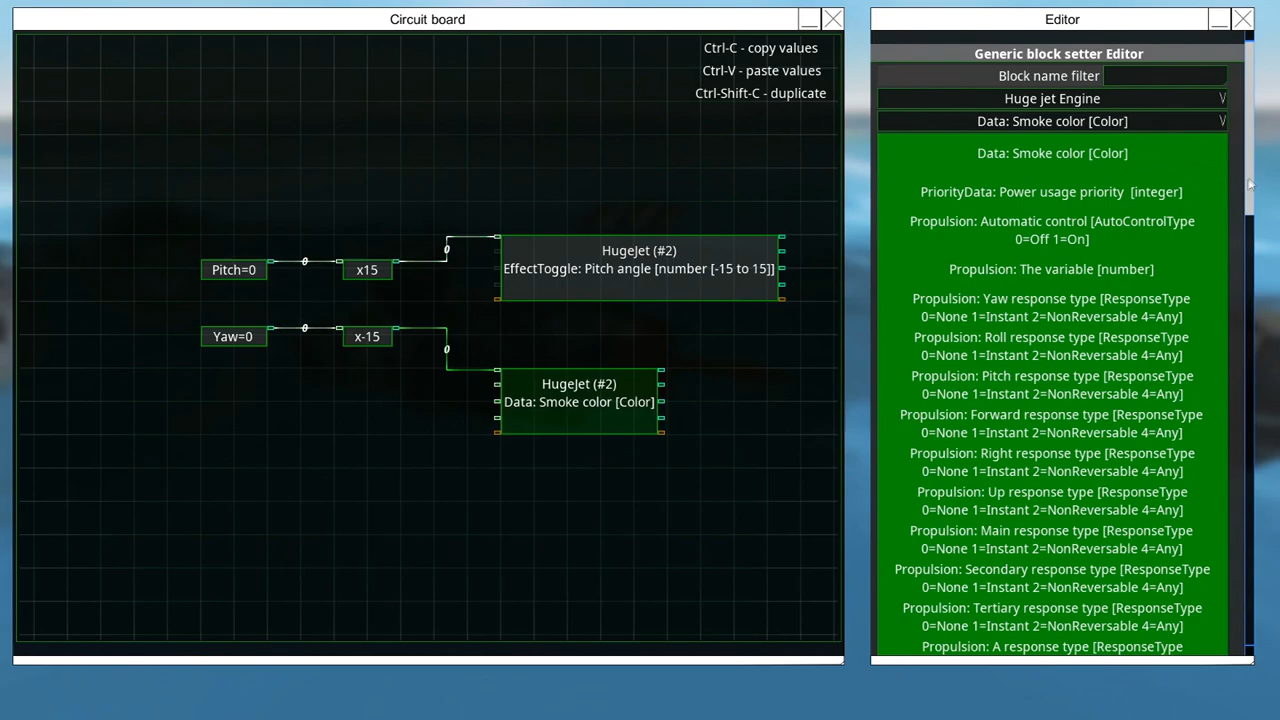 Circuit board
Ctrl-C - copy values
Ctrl-V - paste values
Ctrl-Shift-C - duplicate
Pitch=0
0
x15
0
HugeJet (#2)
EffectToggle: Pitch angle [number [-15 to 15]]
Yaw=0
0
x-15
0
HugeJet (#2)
Data: Smoke color [Color]
Editor
Generic block setter Editor
Block name filter
Huge jet Engine
Data: Smoke color [Color]
Data: Smoke color [Color]
PriorityData: Power usage priority [integer]
Propulsion: Automatic control [AutoControlType
0=Off 1=On]
Propulsion: The variable [number]
Propulsion: Yaw response type [ResponseType
0=None 1=Instant 2=NonReversable 4=Any]
Propulsion: Roll response type [ResponseType
0=None 1=Instant 2=NonReversable 4=Any]
Propulsion: Pitch response type [ResponseType
0=None 1=Instant 2=NonReversable 4=Any]
Propulsion: Forward response type [ResponseType
0=None 1=Instant 2=NonReversable 4=Any]
Propulsion: Right response type [ResponseType
0=None 1=Instant 2=NonReversable 4=Any]
Propulsion: Up response type [ResponseType
0=None 1=Instant 2=NonReversable 4=Any]
Propulsion: Main response type [ResponseType
0=None 1=Instant 2=NonReversable 4=Any]
Propulsion: Secondary response type [ResponseType
0=None 1=Instant 2=NonReversable 4=Any]
Propulsion: Tertiary response type [ResponseType
0=None 1=Instant 2=NonReversable 4=Any]
Propulsion: A response type [ResponseType